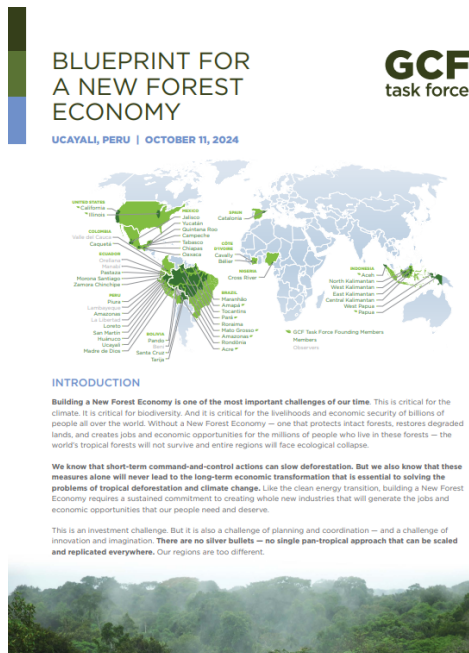 BLUEPRINT FOR
A NEW FOREST
ECONOMY
GCF
task force
UCAYALI, PERU | OCTOBER 11, 2024
UNITED STATES
California
Illinois
COLOMBIA
Valle del Cauca
Caquetá
ECUADOR
Orellana
Manabí
Pastaza
Morona Santiago
Zamora Chinchipe
PERU
Piura
Lambayeque
Amazonas
La Libertad
Loreto
San Martín
Huánuco
Ucayali
Madre de Dios
MEXICO
Jalisco
Yucatán
Quintana Roo
Campeche
Tabasco
Chiapas
Oaxaca
BOLIVIA
Pando
Beni
Santa Cruz
Tarija
BRAZIL
Maranhão
Amapá
Tocantins
Pará
Roraima
Mato Grosso
Amazonas
Rondônia
Acre
SPAIN
Catalonia
CÔTE
D'IVOIRE
Cavally
Bélier
NIGERIA
Cross River
INDONESIA
Aceh
North Kalimantan
West Kalimantan
East Kalimantan
Central Kalimantan
West Papua
Papua
GCF Task Force Founding Members
Members
Observers
INTRODUCTION
Building a New Forest Economy is one of the most important challenges of our time. This is critical for the
climate. It is critical for biodiversity. And it is critical for the livelihoods and economic security of billions of
people all over the world. Without a New Forest Economy — one that protects intact forests, restores degraded
lands, and creates jobs and economic opportunities for the millions of people who live in these forests — the
world's tropical forests will not survive and entire regions will face ecological collapse.
We know that short-term command-and-control actions can slow deforestation. But we also know that these
measures alone will never lead to the long-term economic transformation that is essential to solving the
problems of tropical deforestation and climate change. Like the clean energy transition, building a New Forest
Economy requires a sustained commitment to creating whole new industries that will generate the jobs and
economic opportunities that our people need and deserve.
This is an investment challenge. But it is also a challenge of planning and coordination — and a challenge of
innovation and imagination. There are no silver bullets — no single pan-tropical approach that can be scaled
and replicated everywhere. Our regions are too different.